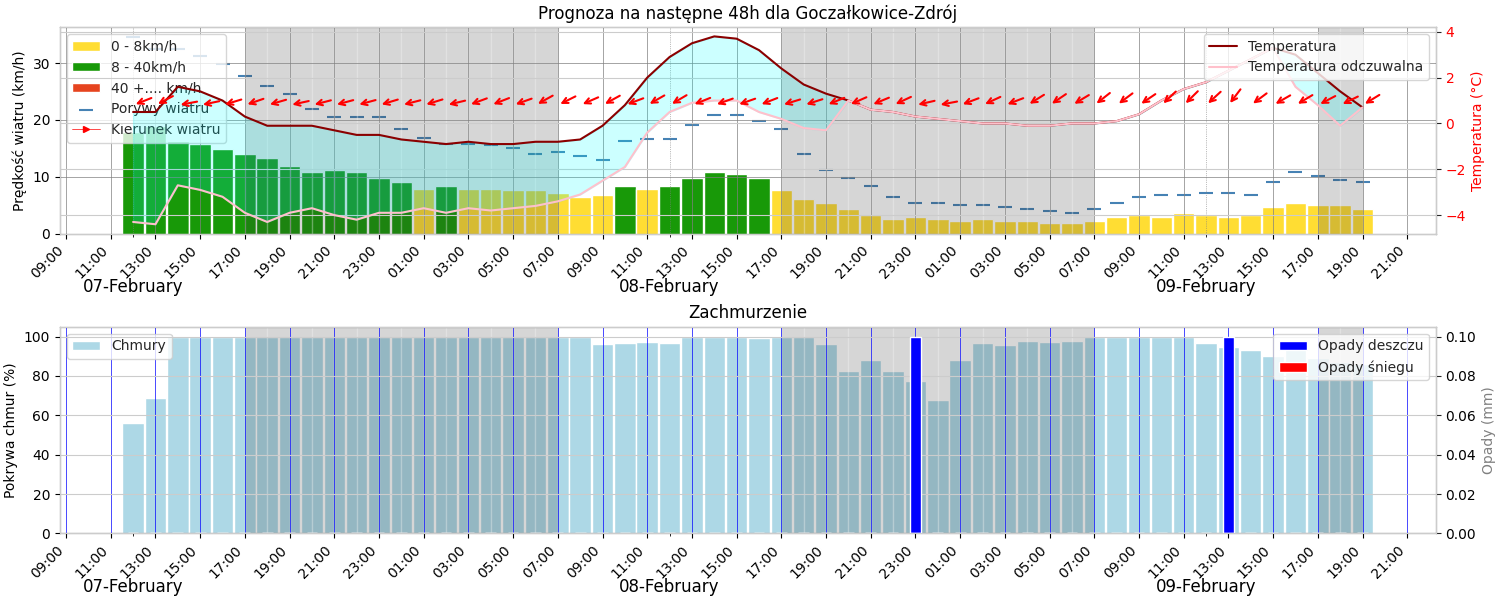 Prognoza na następne 48h dla Goczałkowice-Zdrój
0 - 8km/h
8 - 40km/h
40 +.... km/h
Porywy wiatru
Kierunek wiatru
Temperatura
Temperatura odczuwalna
Prędkość wiatru (km/h)
30
20
10
0
Temperatura (°C)
4
2
0
−2
−4
09:00 11:00 13:00 15:00 17:00 19:00 21:00 23:00 01:00 03:00 05:00 07:00 09:00 11:00 13:00 15:00 17:00 19:00 21:00 23:00 01:00 03:00 05:00 07:00 09:00 11:00 13:00 15:00 17:00 19:00 21:00
07-February 08-February 09-February
Zachmurzenie
Chmury
Opady deszczu
Opady śniegu
Pokrywa chmur (%)
100
80
60
40
20
0
Opady (mm)
0.10
0.08
0.06
0.04
0.02
0.00
09:00 11:00 13:00 15:00 17:00 19:00 21:00 23:00 01:00 03:00 05:00 07:00 09:00 11:00 13:00 15:00 17:00 19:00 21:00 23:00 01:00 03:00 05:00 07:00 09:00 11:00 13:00 15:00 17:00 19:00 21:00
07-February 08-February 09-February